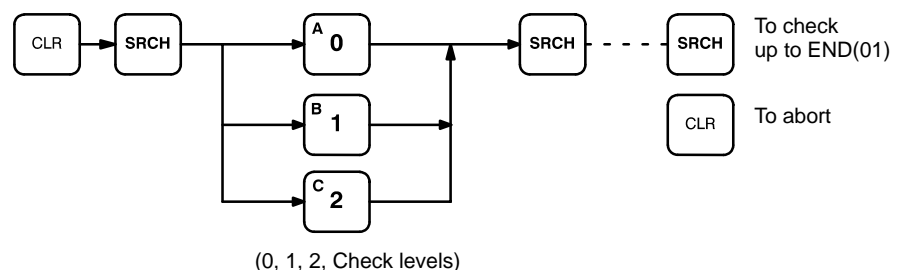 CLR
SRCH
A 0
B 1
C 2
SRCH
SRCH
To check
up to END(01)
CLR
To abort
(0, 1, 2, Check levels)